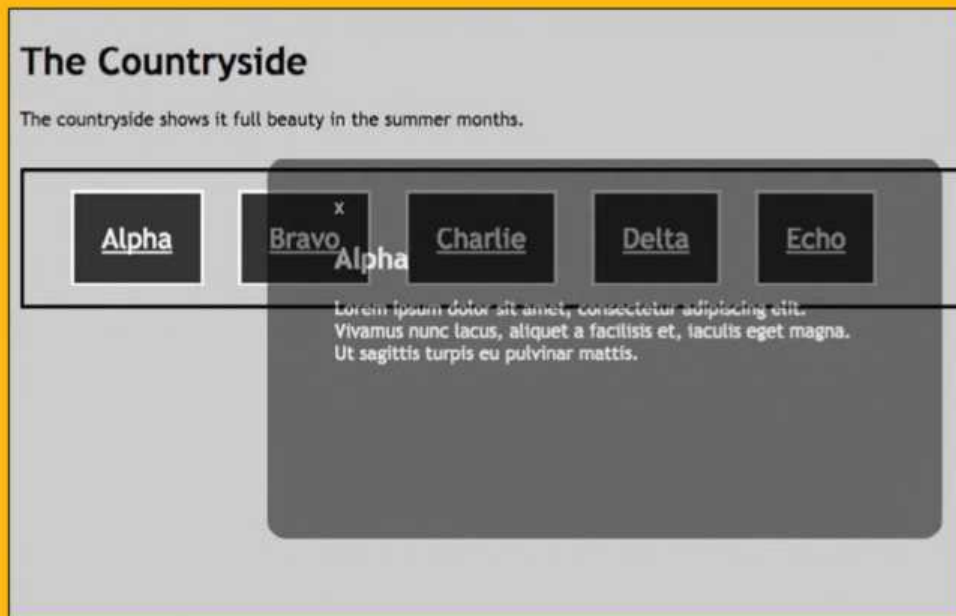 The Countryside
The countryside shows it full beauty in the summer months.
Alpha Bravo Charlie Delta Echo
x
Alpha
Lorem ipsum dolor sit amet, consectetur adipiscing elit.
Vivamus nunc lacus, aliquet a facilisis et, iaculis eget magna.
Ut sagittis turpis eu pulvinar mattis.